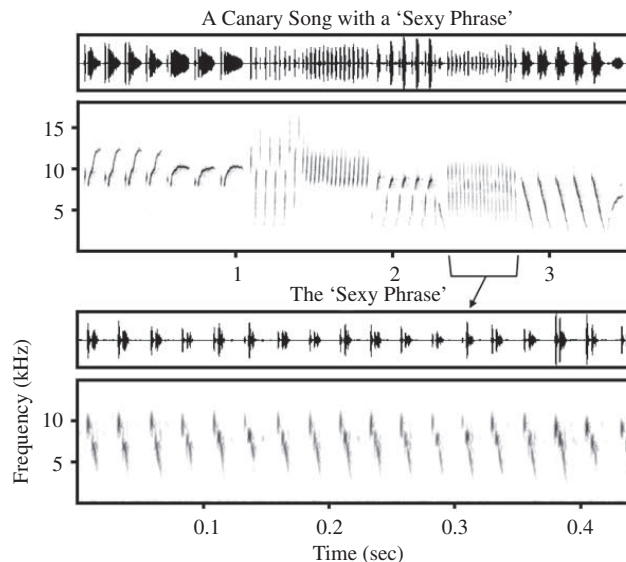 A Canary Song with a ‘Sexy Phrase’
15
10
5
1 2 3
The ‘Sexy Phrase’
Frequency (kHz)
10
5
0.1 0.2 0.3 0.4
Time (sec)